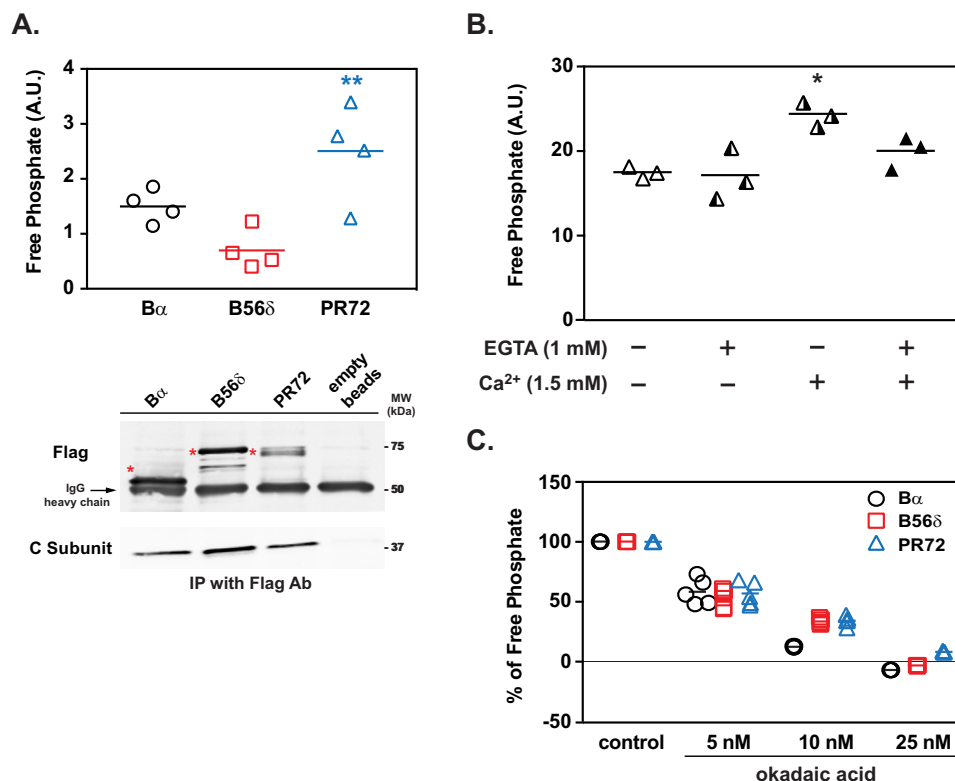 A.
Free Phosphate (A.U.)
4
3
2
1
0
**
Bα
B56δ
PR72
Bα
B56δ
PR72
empty
beads
MW
(kDa)
Flag
*
*
*
- 75
IgG
heavy chain
- 50
C Subunit
- 37
IP with Flag Ab
B.
Free Phosphate (A.U.)
30
20
10
0
*
EGTA (1 mM) − + − +
Ca²⁺ (1.5 mM) − − + +
C.
% of Free Phosphate
150
100
50
0
-50
Bα
B56δ
PR72
control
5 nM
10 nM
25 nM
okadaic acid